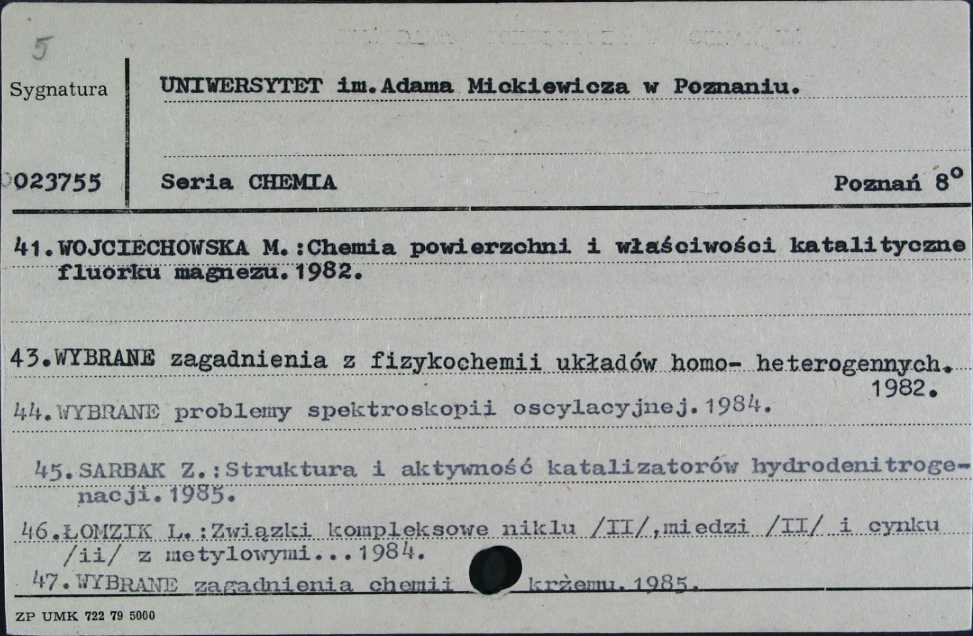 5
Sygnatura
UNIWERSYTET im.Adama Mickiewicza w Poznaniu.
023755
Seria CHEMIA
Poznań 8°
41.WOJCIECHOWSKA M.:Chemia powierzchni i właściwości katalityczne
fluorku magnezu.1982.
43.WYBRANE zagadnienia z fizykochemii układów homo- heterogennych.
1982.
44.WYBRANE problemy spektroskopii oscylacyjnej.1984.
45.SARBAK Z.:Struktura i aktywność katalizatorów hydrodenitroge-
nacji.1985.
46.ŁOMZIK L.:Związki kompleksowe niklu /II/,miedzi /II/ i cynku
/ii/ z metylowymi...1984.
47.WYBRANE zagadnienia chemii krżemu.1985.
ZP UMK 722 79 5000